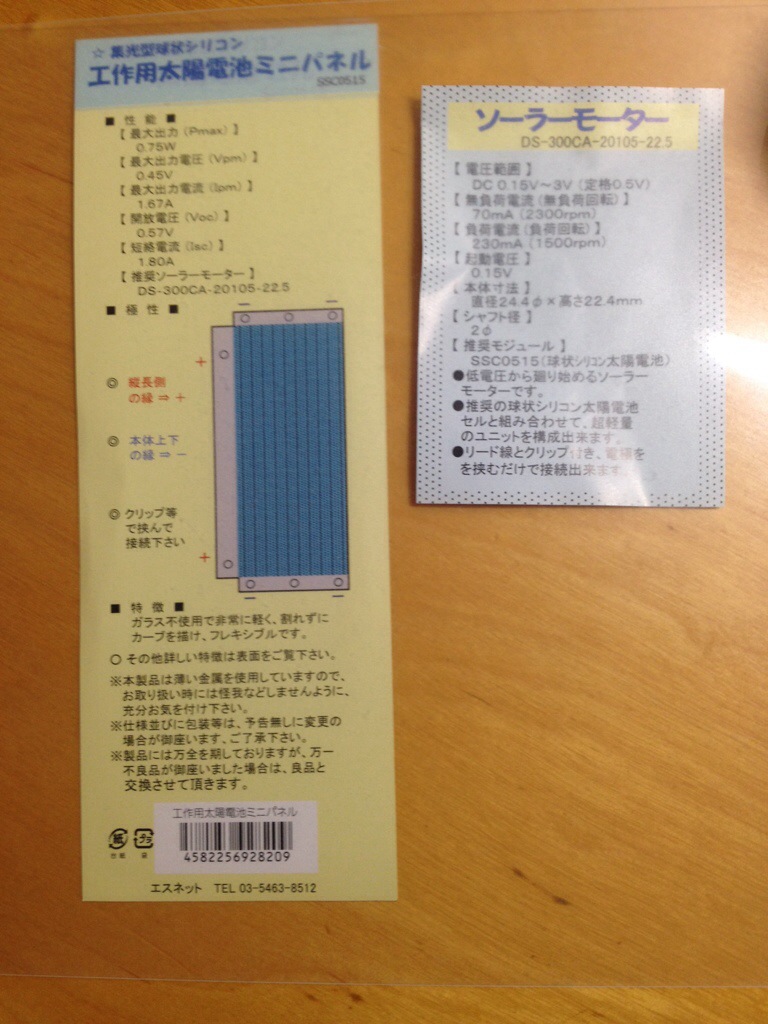 ☆ 集光型球状シリコン
工作用太陽電池ミニパネル
SSC0515
■ 性 能 ■
【 最大出力（Pmax）】
0.75W
【 最大出力電圧（Vpm）】
0.45V
【 最大出力電流（Ipm）】
1.67A
【 開放電圧（Voc）】
0.57V
【 短絡電流（Isc）】
1.80A
【 推奨ソーラーモーター 】
DS-300CA-20105-22.5
■ 極 性 ■
－ －
＋
◎ 縦長側
の縁 ⇒ ＋
◎ 本体上下
の縁 ⇒ －
◎ クリップ等
で挟んで
接続下さい
＋
－ －
■ 特 徴 ■
ガラス不使用で非常に軽く、割れずに
カーブを描け、フレキシブルです。
○ その他詳しい特徴は表面をご覧下さい。
※本製品は薄い金属を使用していますので、
お取り扱い時には怪我などしませんように、
充分お気を付け下さい。
※仕様並びに包装等は、予告無しに変更の
場合が御座います、ご了承下さい。
※製品には万全を期しておりますが、万一
不良品が御座いました場合は、良品と
交換させて頂きます。
工作用太陽電池ミニパネル
4582256928209
紙 プラ
台紙 袋
エスネット TEL 03-5463-8512
ソーラーモーター
DS-300CA-20105-22.5
【 電圧範囲 】
DC 0.15V～3V（定格0.5V）
【 無負荷電流（無負荷回転）】
70mA（2300rpm）
【 負荷電流（負荷回転）】
230mA（1500rpm）
【 起動電圧 】
0.15V
【 本体寸法 】
直径24.4φ×高さ22.4mm
【 シャフト径 】
2φ
【 推奨モジュール 】
SSC0515（球状シリコン太陽電池）
●低電圧から廻り始めるソーラー
モーターです。
●推奨の球状シリコン太陽電池
セルと組み合わせて、超軽量
のユニットを構成出来ます。
●リード線とクリップ付き、電極を
を挟むだけで接続出来ます